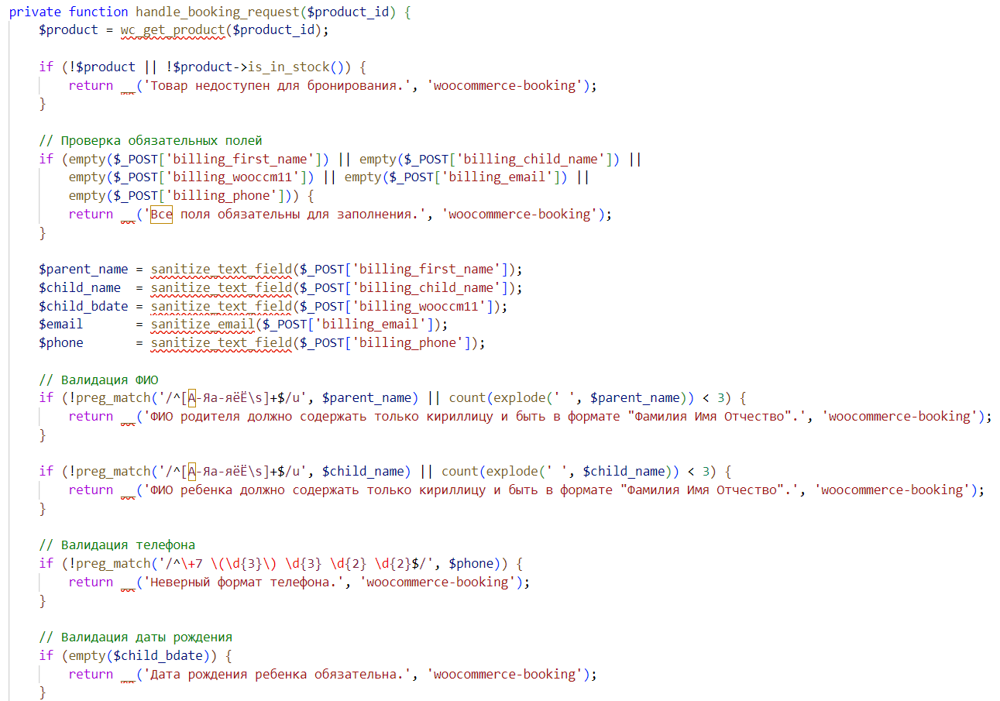 private function handle_booking_request($product_id) {
    $product = wc_get_product($product_id);

    if (!$product || !$product->is_in_stock()) {
        return __('Товар недоступен для бронирования.', 'woocommerce-booking');
    }

    // Проверка обязательных полей
    if (empty($_POST['billing_first_name']) || empty($_POST['billing_child_name']) ||
        empty($_POST['billing_wooccm11']) || empty($_POST['billing_email']) ||
        empty($_POST['billing_phone'])) {
        return __('Все поля обязательны для заполнения.', 'woocommerce-booking');
    }

    $parent_name = sanitize_text_field($_POST['billing_first_name']);
    $child_name  = sanitize_text_field($_POST['billing_child_name']);
    $child_bdate = sanitize_text_field($_POST['billing_wooccm11']);
    $email       = sanitize_email($_POST['billing_email']);
    $phone       = sanitize_text_field($_POST['billing_phone']);

    // Валидация ФИО
    if (!preg_match('/^[А-Яа-яёЁ\s]+$/u', $parent_name) || count(explode(' ', $parent_name)) < 3) {
        return __('ФИО родителя должно содержать только кириллицу и быть в формате "Фамилия Имя Отчество".', 'woocommerce-booking');
    }

    if (!preg_match('/^[А-Яа-яёЁ\s]+$/u', $child_name) || count(explode(' ', $child_name)) < 3) {
        return __('ФИО ребенка должно содержать только кириллицу и быть в формате "Фамилия Имя Отчество".', 'woocommerce-booking');
    }

    // Валидация телефона
    if (!preg_match('/^\+7 \(\d{3}\) \d{3} \d{2} \d{2}$/', $phone)) {
        return __('Неверный формат телефона.', 'woocommerce-booking');
    }

    // Валидация даты рождения
    if (empty($child_bdate)) {
        return __('Дата рождения ребенка обязательна.', 'woocommerce-booking');
    }